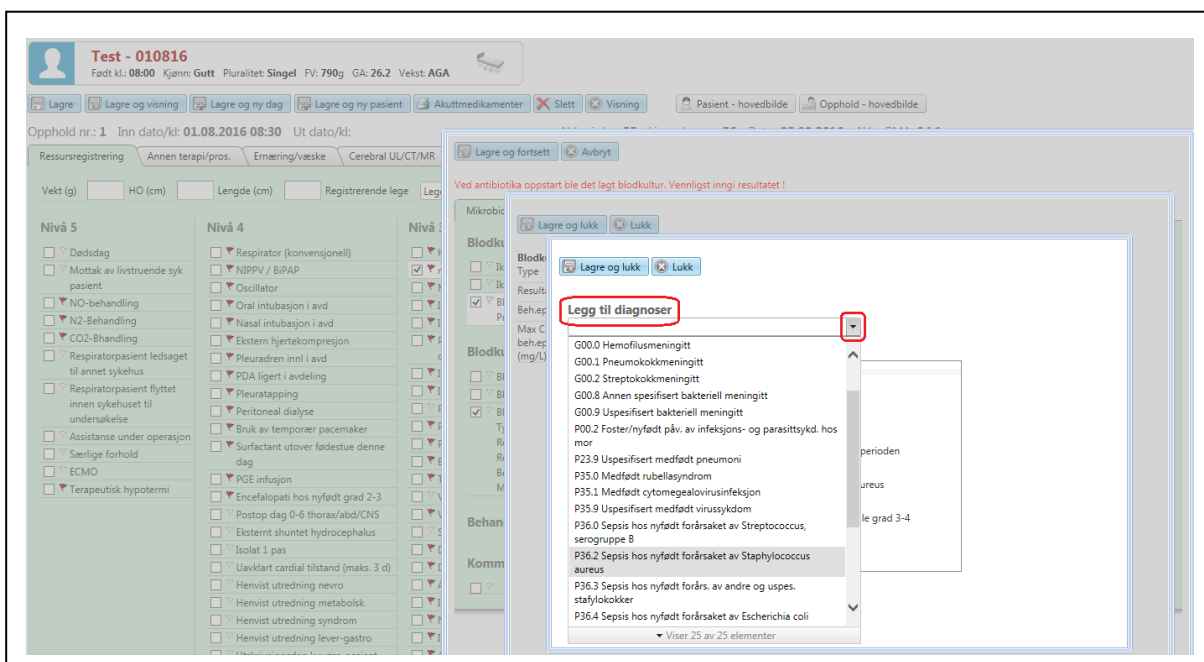 Test - 010816
Født kl.: 08:00 Kjønn: Gutt Pluralitet: Singel FV: 790g GA: 26.2 Vekst: AGA
Lagre Lagre og visning Lagre og ny dag Lagre og ny pasient Akuttmedikamenter Slett Visning Pasient - hovedbilde Opphold - hovedbilde
Opphold nr.: 1 Inn dato/kl: 01.08.2016 08:30 Ut dato/kl:
Ressursregistrering Annen terapi/pros. Ernæring/væske Cerebral UL/CT/MR
Vekt (g) HO (cm) Lengde (cm) Registrerende lege
Nivå 5
Dødsdag
Mottak av livstruende syk
pasient
NO-behandling
N2-Behandling
CO2-Bhandling
Respiratorpasient ledsaget
til annet sykehus
Respiratorpasient flyttet
innen sykehuset til
undersøkelse
Assistanse under operasjon
Særlige forhold
ECMO
Terapeutisk hypotermi
Nivå 4
Respirator (konvensjonell)
NIPPV / BiPAP
Oscillator
Oral intubasjon i avd
Nasal intubasjon i avd
Ekstern hjertekompresjon
Pleuradren innl i avd
PDA ligert i avdeling
Pleuratapping
Peritoneal dialyse
Bruk av temporær pacemaker
Surfactant utover fødestue denne
dag
PGE infusjon
Encefalopati hos nyfødt grad 2-3
Postop dag 0-6 thorax/abd/CNS
Eksternt shuntet hydrocephalus
Isolat 1 pas
Uavklart cardial tilstand (maks. 3 d)
Henvist utredning nevro
Henvist utredning metabolsk
Henvist utredning syndrom
Henvist utredning lever-gastro
Nivå
Lagre og fortsett Avbryt
Ved antibiotika oppstart ble det lagt blodkultur. Vennligst inngi resultatet !
Lagre og lukk Lukk
Type
(mg/L)
Lagre og lukk Lukk
Legg til diagnoser
G00.0 Hemofilusmeningitt
G00.1 Pneumokokkmeningitt
G00.2 Streptokokkmeningitt
G00.8 Annen spesifisert bakteriell meningitt
G00.9 Uspesifisert bakteriell meningitt
P00.2 Foster/nyfødt påv. av infeksjons- og parasittsykd. hos
mor
P23.9 Uspesifisert medfødt pneumoni
P35.0 Medfødt rubellasyndrom
P35.1 Medfødt cytomegealovirusinfeksjon
P35.9 Uspesifisert medfødt virussykdom
P36.0 Sepsis hos nyfødt forårsaket av Streptococcus,
serogruppe B
P36.2 Sepsis hos nyfødt forårsaket av Staphylococcus
aureus
P36.3 Sepsis hos nyfødt forårs. av andre og uspes.
stafylokokker
P36.4 Sepsis hos nyfødt forårsaket av Escherichia coli
Viser 25 av 25 elementer
perioden
ureus
le grad 3-4